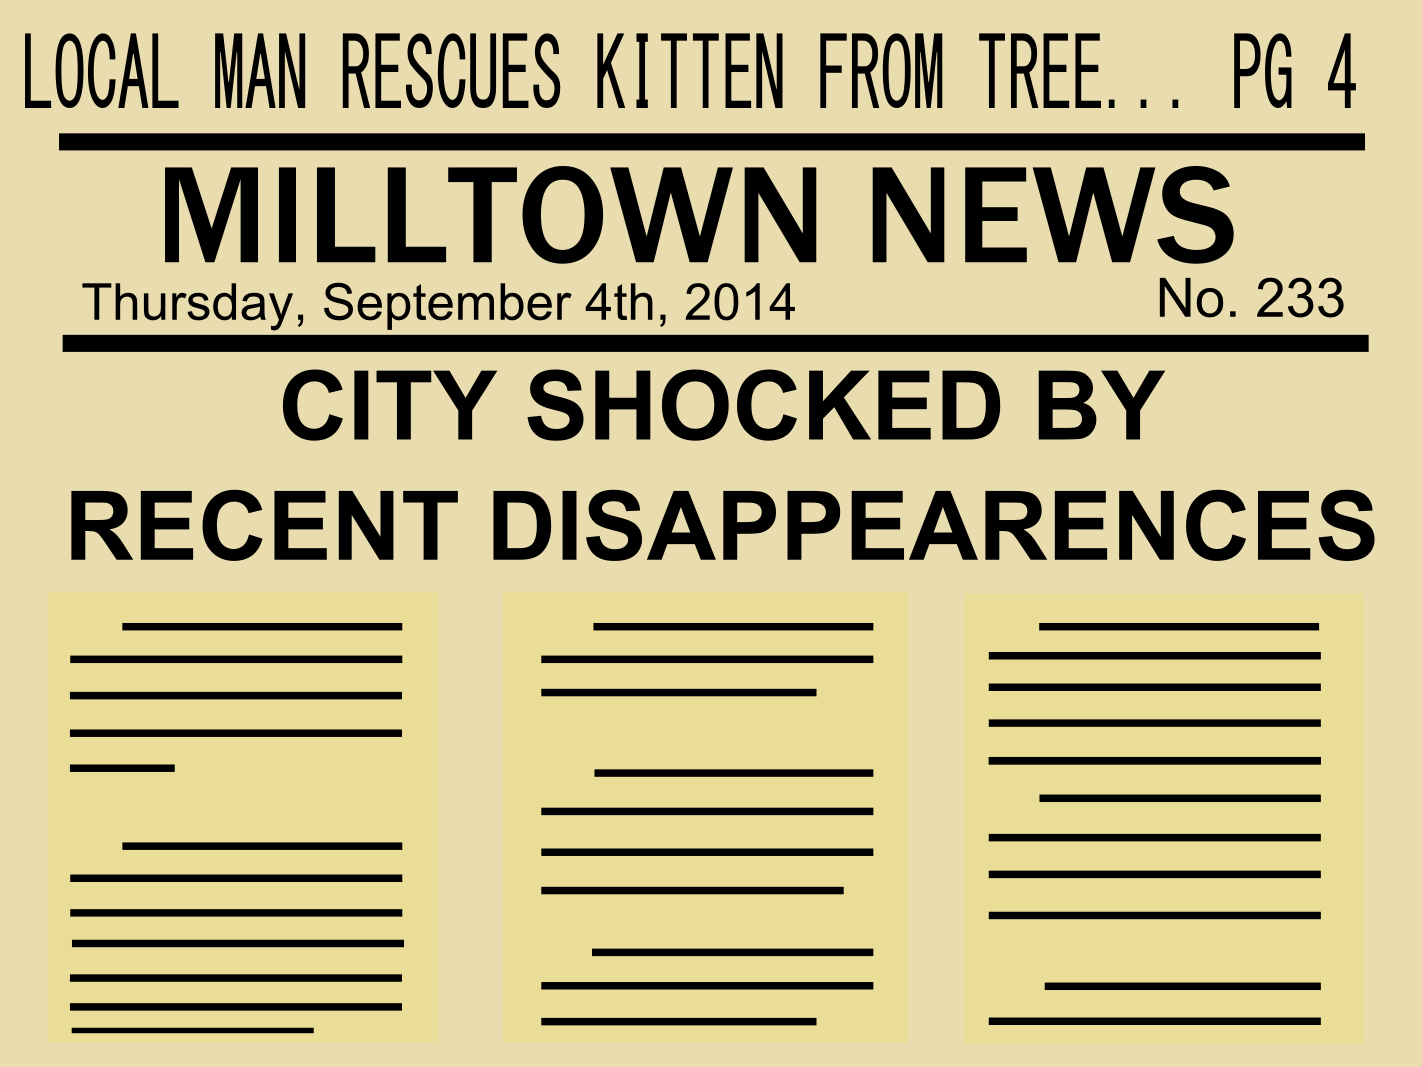 LOCAL MAN RESCUES KITTEN FROM TREE... PG 4
MILLTOWN NEWS
Thursday, September 4th, 2014 No. 233
CITY SHOCKED BY
RECENT DISAPPEARENCES